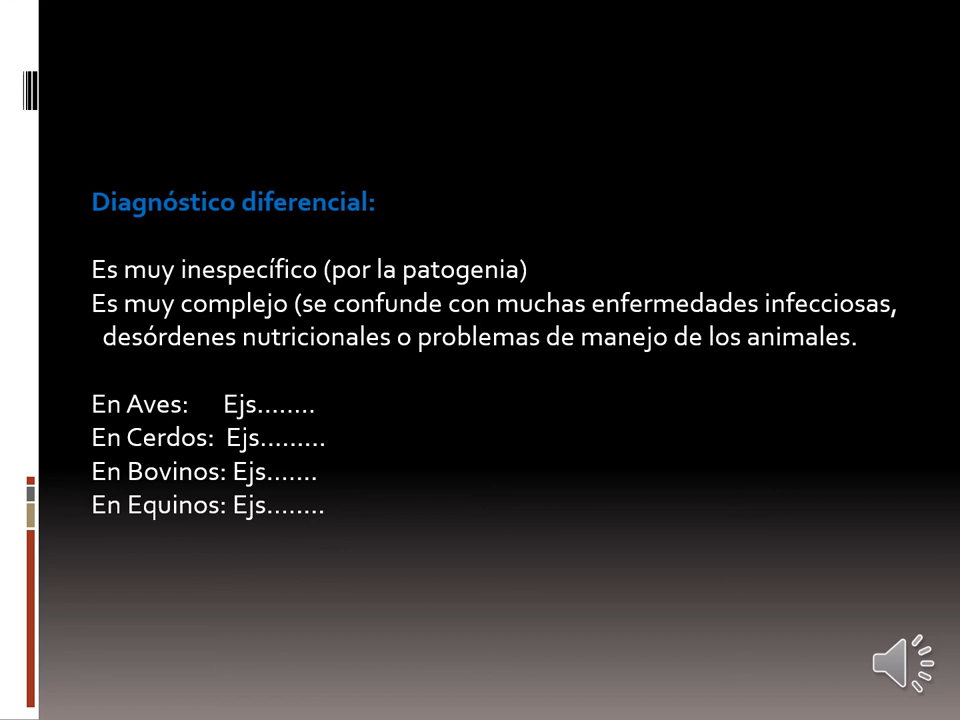 Diagnóstico diferencial:
Es muy inespecífico (por la patogenia)
Es muy complejo (se confunde con muchas enfermedades infecciosas,
desórdenes nutricionales o problemas de manejo de los animales.
En Aves: Ejs........
En Cerdos: Ejs.........
En Bovinos: Ejs.......
En Equinos: Ejs........